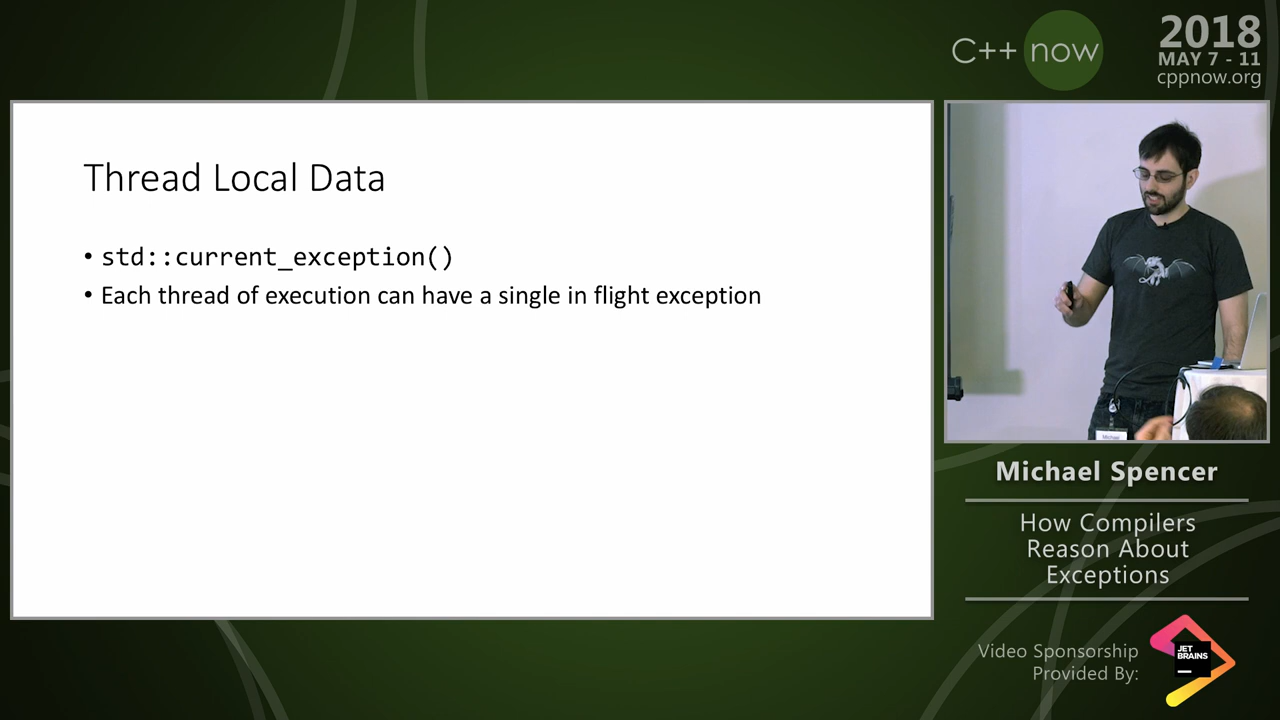 C++ now
2018
MAY 7 - 11
cppnow.org
Thread Local Data
• std::current_exception()
• Each thread of execution can have a single in flight exception
Michael
Michael Spencer
How Compilers
Reason About
Exceptions
Video Sponsorship
Provided By:
JET
BRAINS